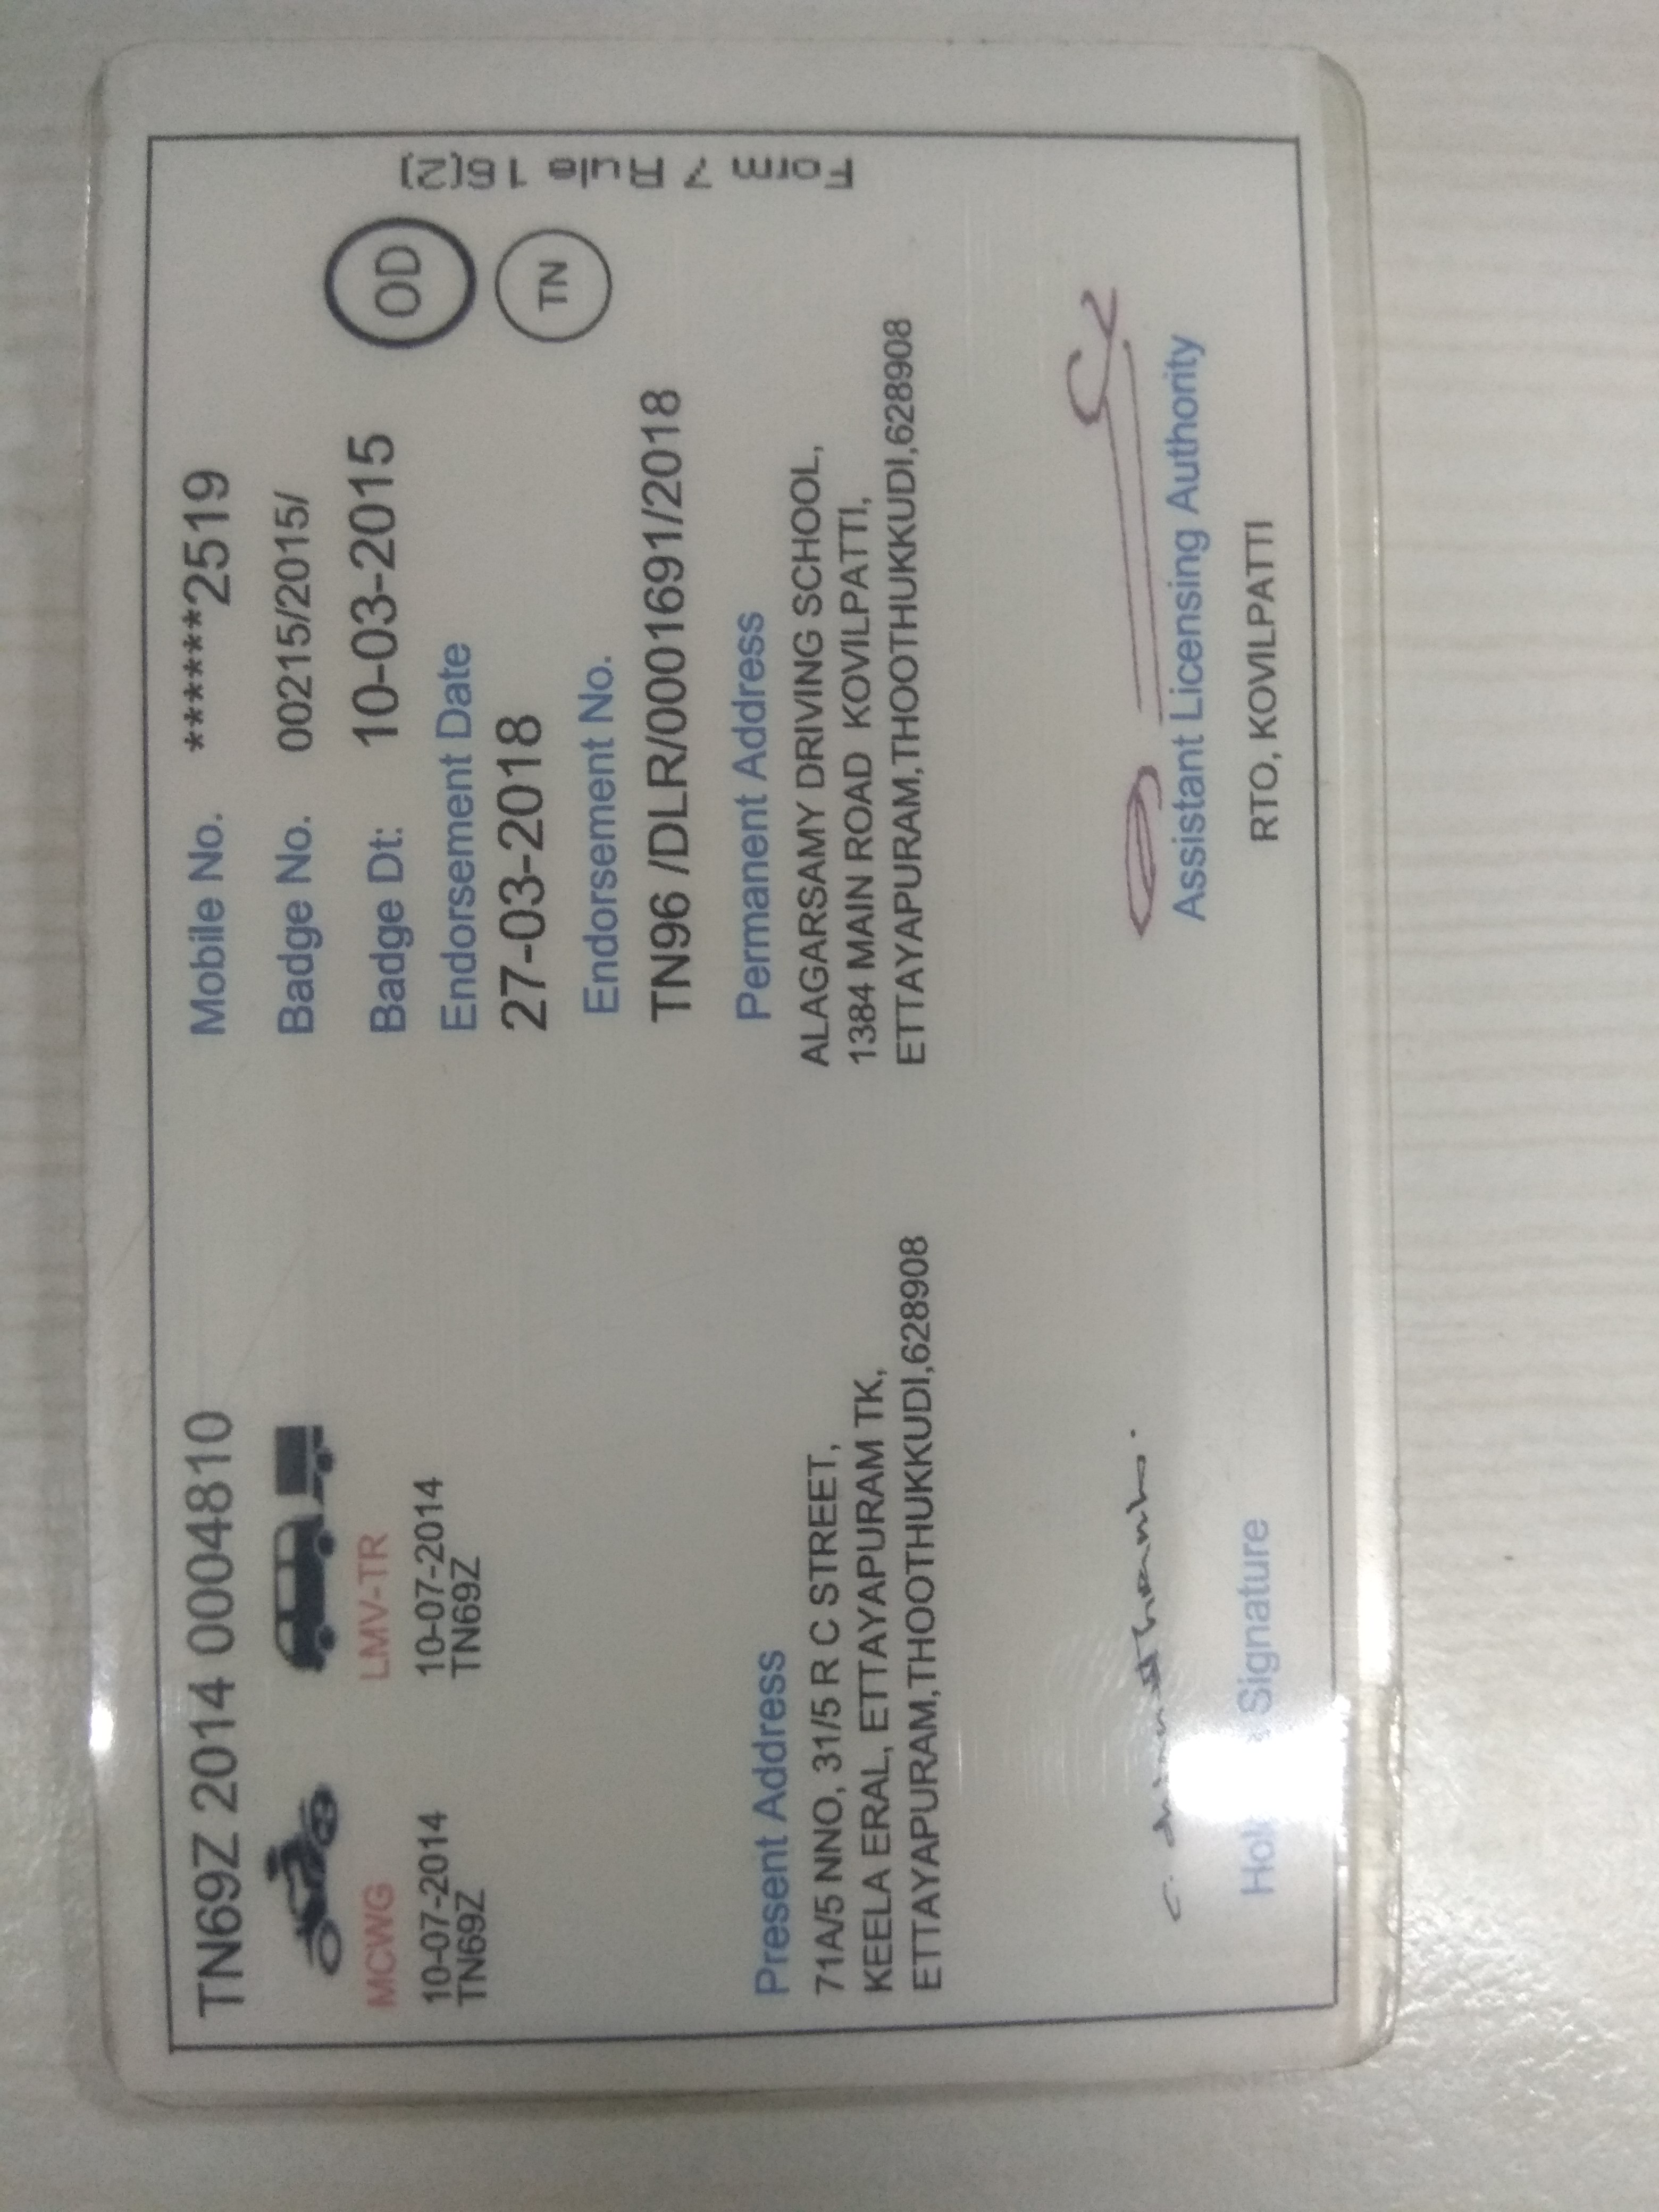 TN69Z 2014 0004810
MCWG
10-07-2014
TN69Z
LMV-TR
10-07-2014
TN69Z
Mobile No. ******2519
Badge No. 00215/2015/
Badge Dt: 10-03-2015
Endorsement Date
27-03-2018
Endorsement No.
TN96 /DLR/0001691/2018
OD
TN
Form 7 Rule 16(2)
Present Address
71A/5 NNO, 31/5 R C STREET,
KEELA ERAL, ETTAYAPURAM TK,
ETTAYAPURAM,THOOTHUKKUDI,628908
Permanent Address
ALAGARSAMY DRIVING SCHOOL,
1384 MAIN ROAD KOVILPATTI,
ETTAYAPURAM,THOOTHUKKUDI,628908
Signature
Assistant Licensing Authority
RTO, KOVILPATTI